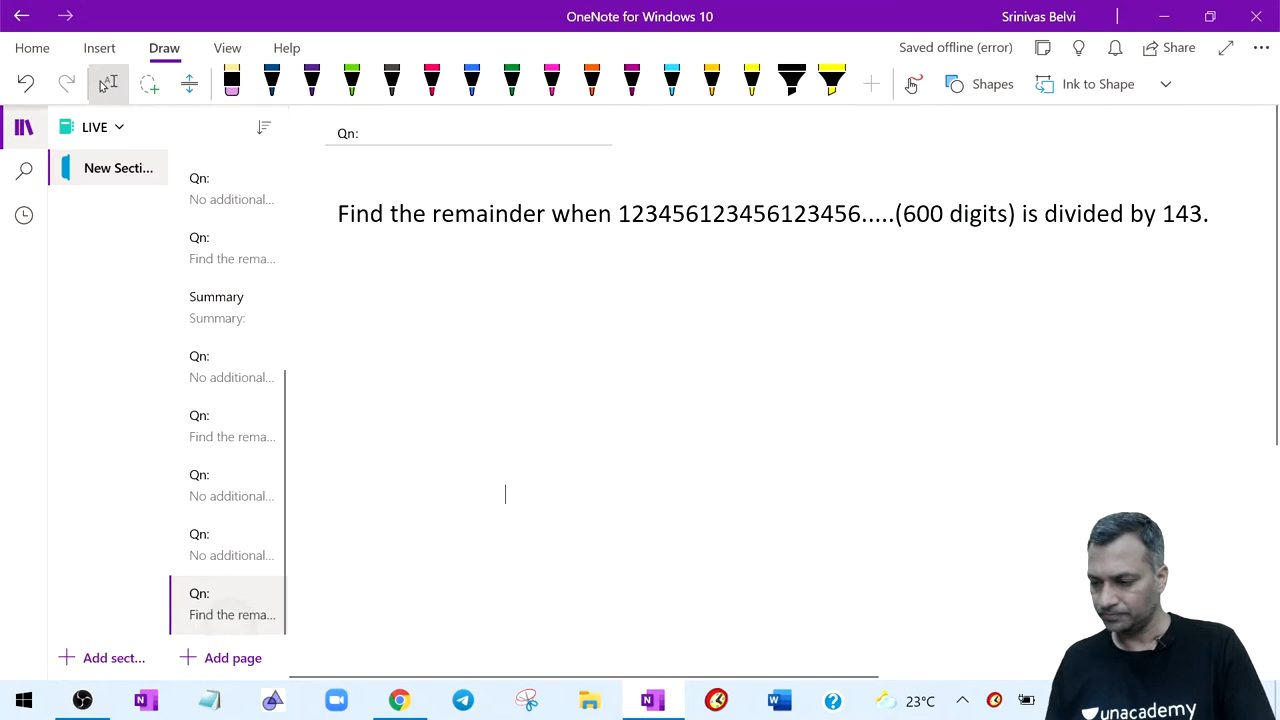 OneNote for Windows 10
Srinivas Belvi
Home
Insert
Draw
View
Help
Saved offline (error)
Share
Shapes
Ink to Shape
LIVE
New Secti...
Qn:
No additional...
Qn:
Find the rema...
Summary
Summary:
Qn:
No additional...
Qn:
Find the rema...
Qn:
No additional...
Qn:
No additional...
Qn:
Find the rema...
Add sect...
Add page
Qn:
Find the remainder when 123456123456123456.....(600 digits) is divided by 143.
23°C
unacademy